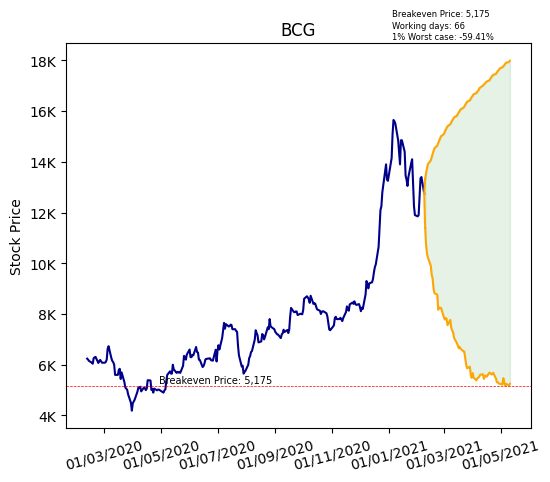 Breakeven Price: 5,175
Working days: 66
1% Worst case: -59.41%
BCG
Stock Price
18K
16K
14K
12K
10K
8K
6K
4K
Breakeven Price: 5,175
01/03/2020
01/05/2020
01/07/2020
01/09/2020
01/11/2020
01/01/2021
01/03/2021
01/05/2021